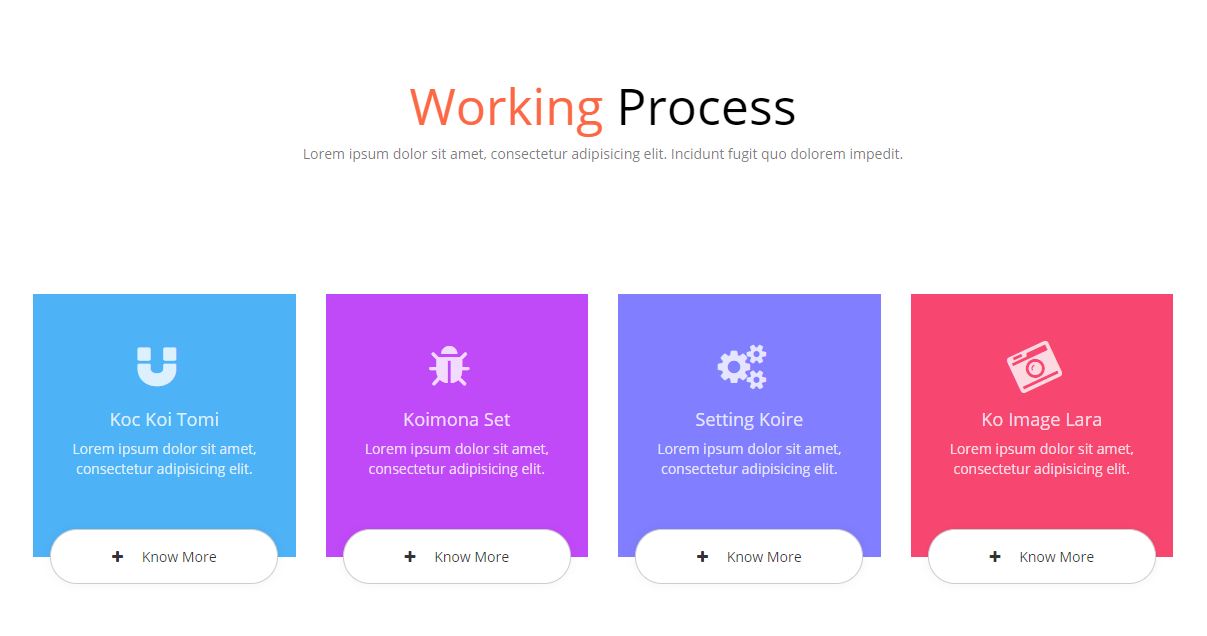 Working Process
Lorem ipsum dolor sit amet, consectetur adipisicing elit. Incidunt fugit quo dolorem impedit.
Koc Koi Tomi
Lorem ipsum dolor sit amet,
consectetur adipisicing elit.
Know More
Koimona Set
Lorem ipsum dolor sit amet,
consectetur adipisicing elit.
Know More
Setting Koire
Lorem ipsum dolor sit amet,
consectetur adipisicing elit.
Know More
Ko Image Lara
Lorem ipsum dolor sit amet,
consectetur adipisicing elit.
Know More